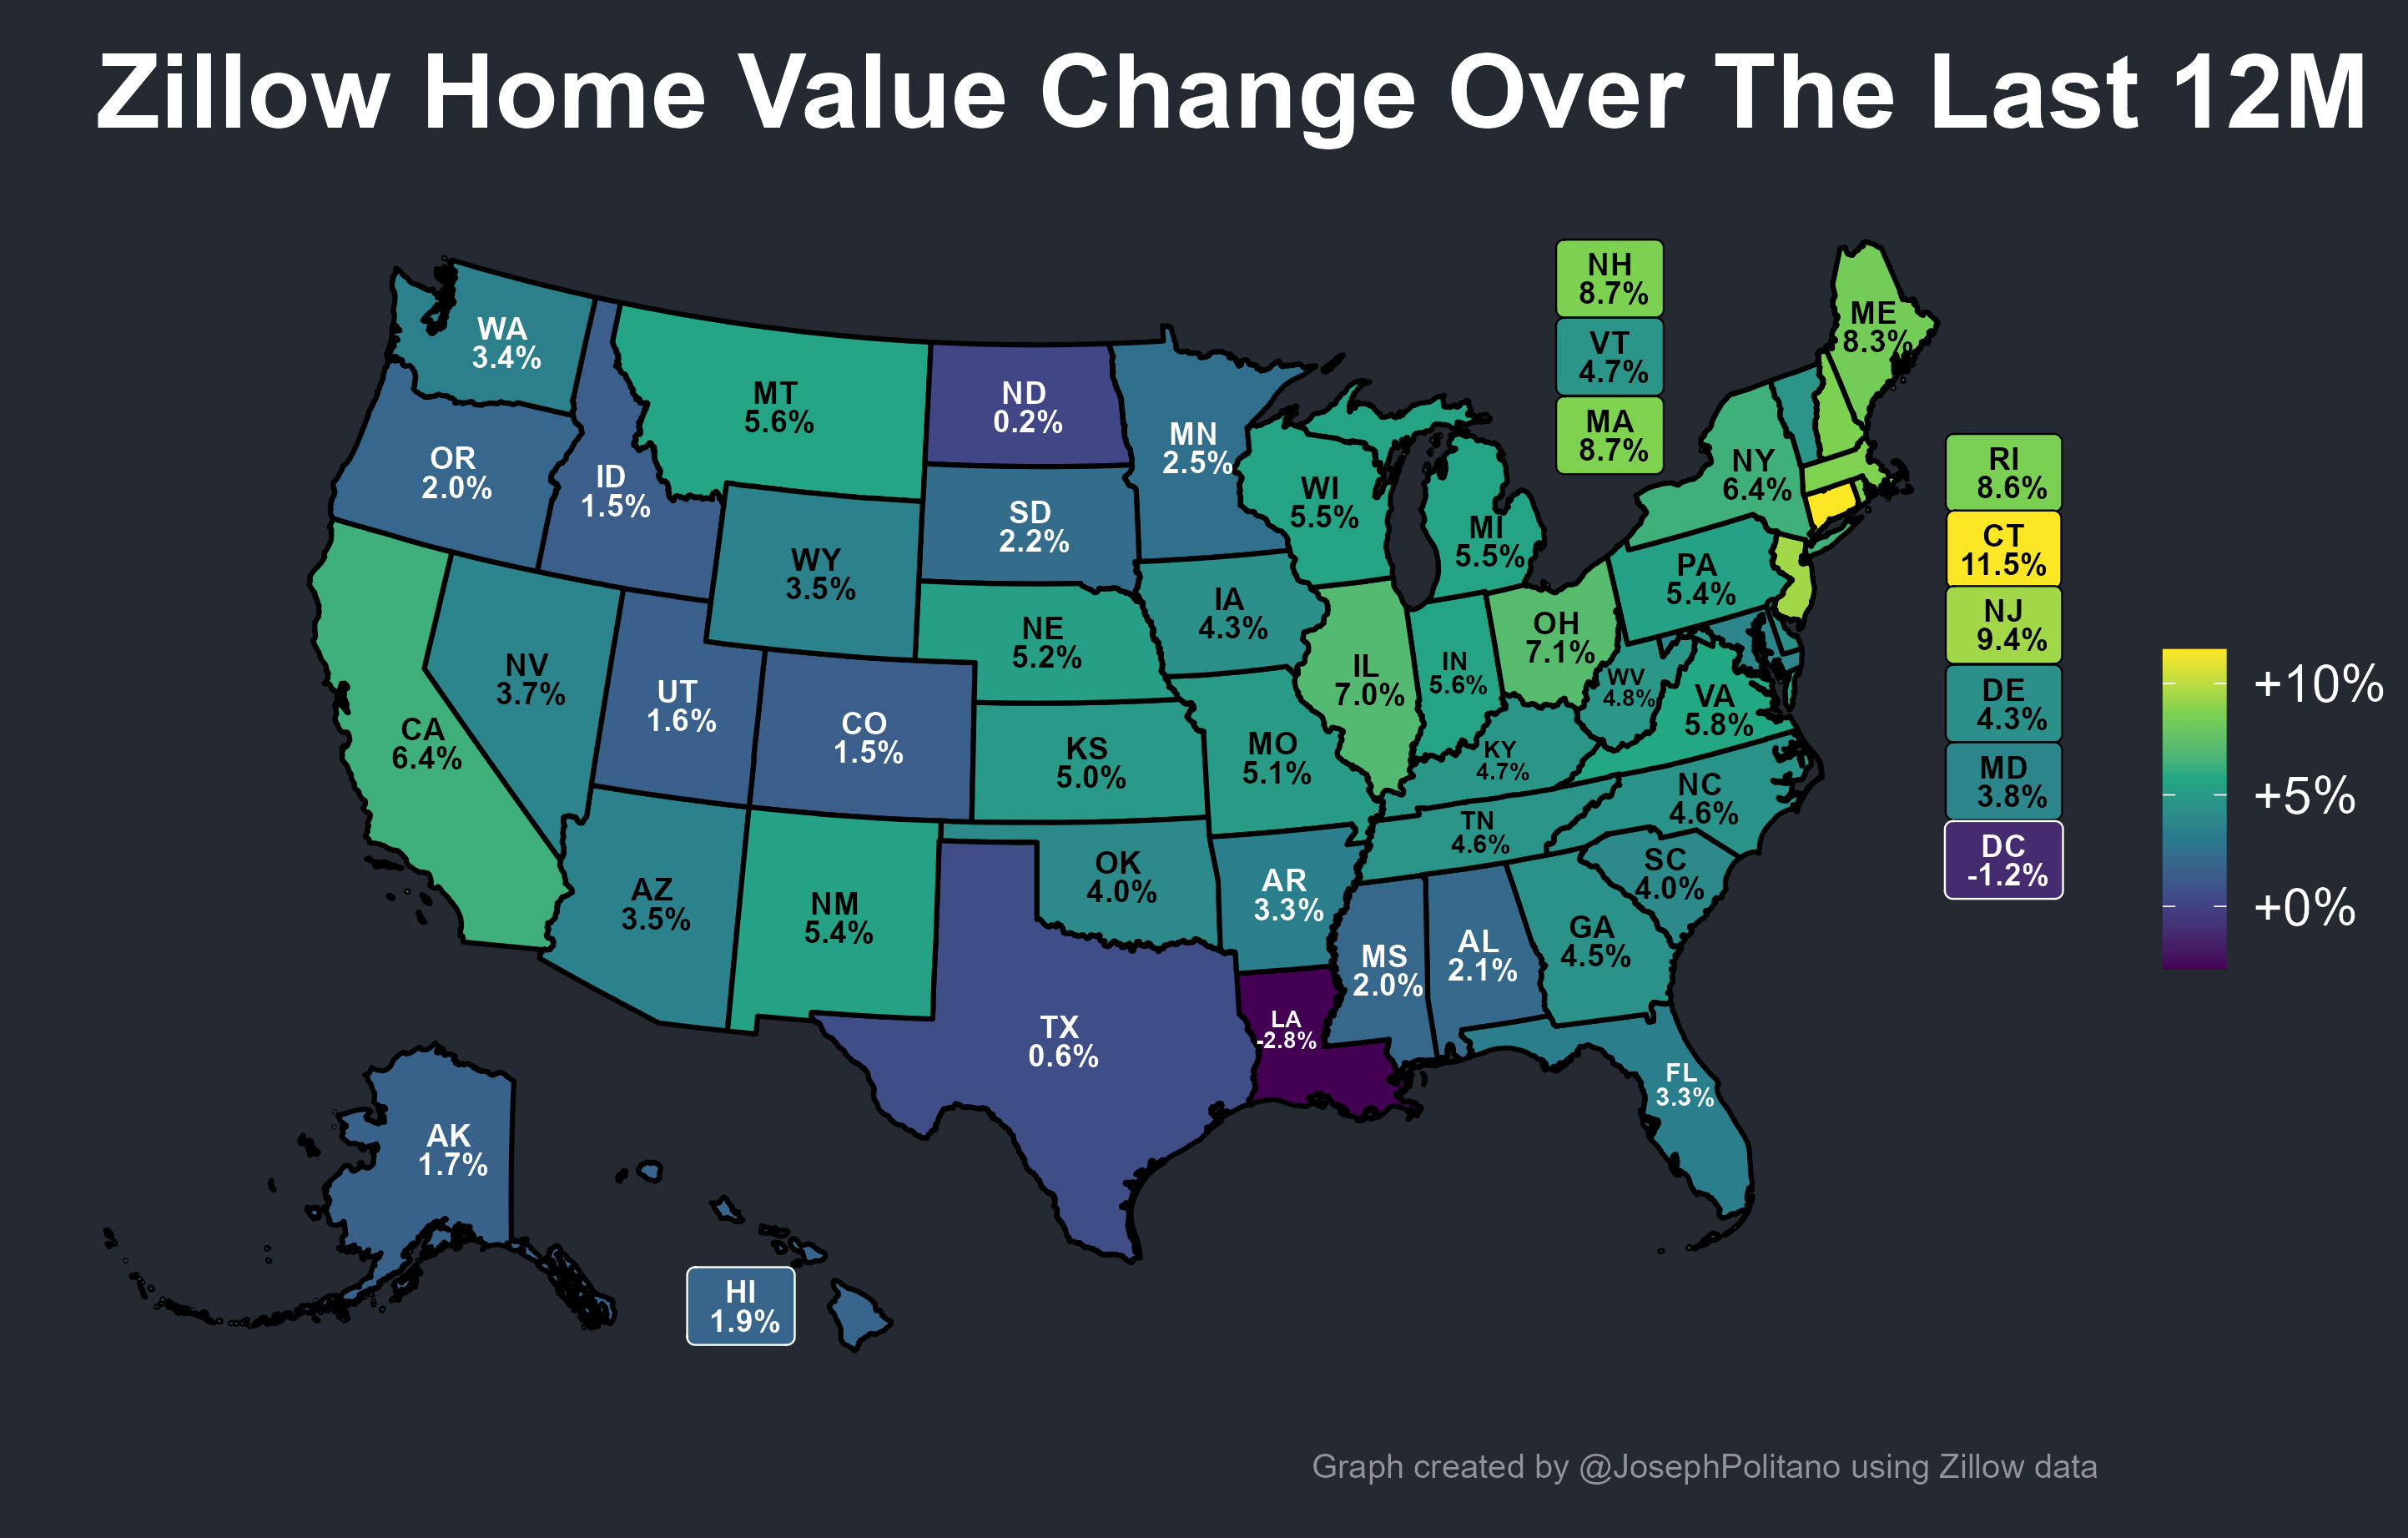 Zillow Home Value Change Over The Last 12M
NH
8.7%
VT
4.7%
MA
8.7%
ME
8.3%
WA
3.4%
MT
5.6%
ND
0.2%
MN
2.5%
OR
2.0%
ID
1.5%
SD
2.2%
WI
5.5%
MI
5.5%
NY
6.4%
RI
8.6%
CT
11.5%
NJ
9.4%
DE
4.3%
MD
3.8%
DC
-1.2%
WY
3.5%
IA
4.3%
NE
5.2%
PA
5.4%
OH
7.1%
IL
7.0%
IN
5.6%
WV
4.8%
VA
5.8%
NV
3.7%
UT
1.6%
CO
1.5%
CA
6.4%
KS
5.0%
MO
5.1%
KY
4.7%
NC
4.6%
TN
4.6%
SC
4.0%
AZ
3.5%
NM
5.4%
OK
4.0%
AR
3.3%
MS
2.0%
AL
2.1%
GA
4.5%
TX
0.6%
LA
-2.8%
FL
3.3%
AK
1.7%
HI
1.9%
+10%
+5%
+0%
Graph created by @JosephPolitano using Zillow data